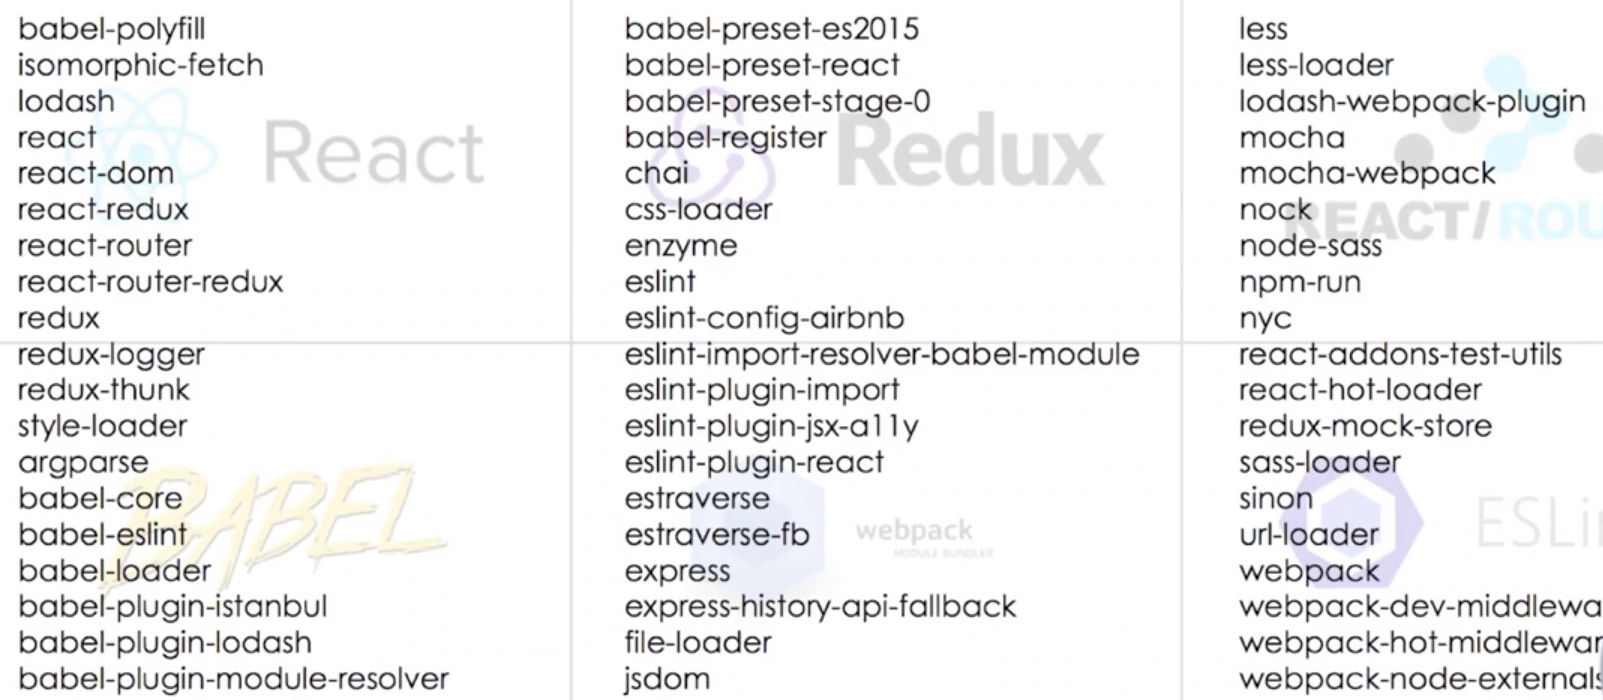 babel-polyfill
isomorphic-fetch
lodash
react
react-dom
react-redux
react-router
react-router-redux
redux
redux-logger
redux-thunk
style-loader
argparse
babel-core
babel-eslint
babel-loader
babel-plugin-istanbul
babel-plugin-lodash
babel-plugin-module-resolver
babel-preset-es2015
babel-preset-react
babel-preset-stage-0
babel-register
chai
css-loader
enzyme
eslint
eslint-config-airbnb
eslint-import-resolver-babel-module
eslint-plugin-import
eslint-plugin-jsx-a11y
eslint-plugin-react
estraverse
estraverse-fb
express
express-history-api-fallback
file-loader
jsdom
less
less-loader
lodash-webpack-plugin
mocha
mocha-webpack
nock
node-sass
npm-run
nyc
react-addons-test-utils
react-hot-loader
redux-mock-store
sass-loader
sinon
url-loader
webpack
webpack-dev-middlewa
webpack-hot-middlewar
webpack-node-externals
React
Redux
REACT/ROU
BABEL
webpack
MODULE BUNDLER
ESLi